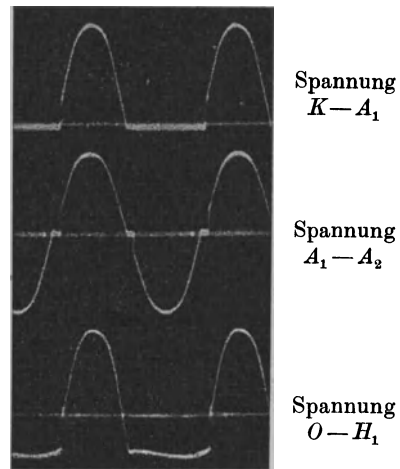 Spannung
K—A₁
Spannung
A₁—A₂
Spannung
O—H₁